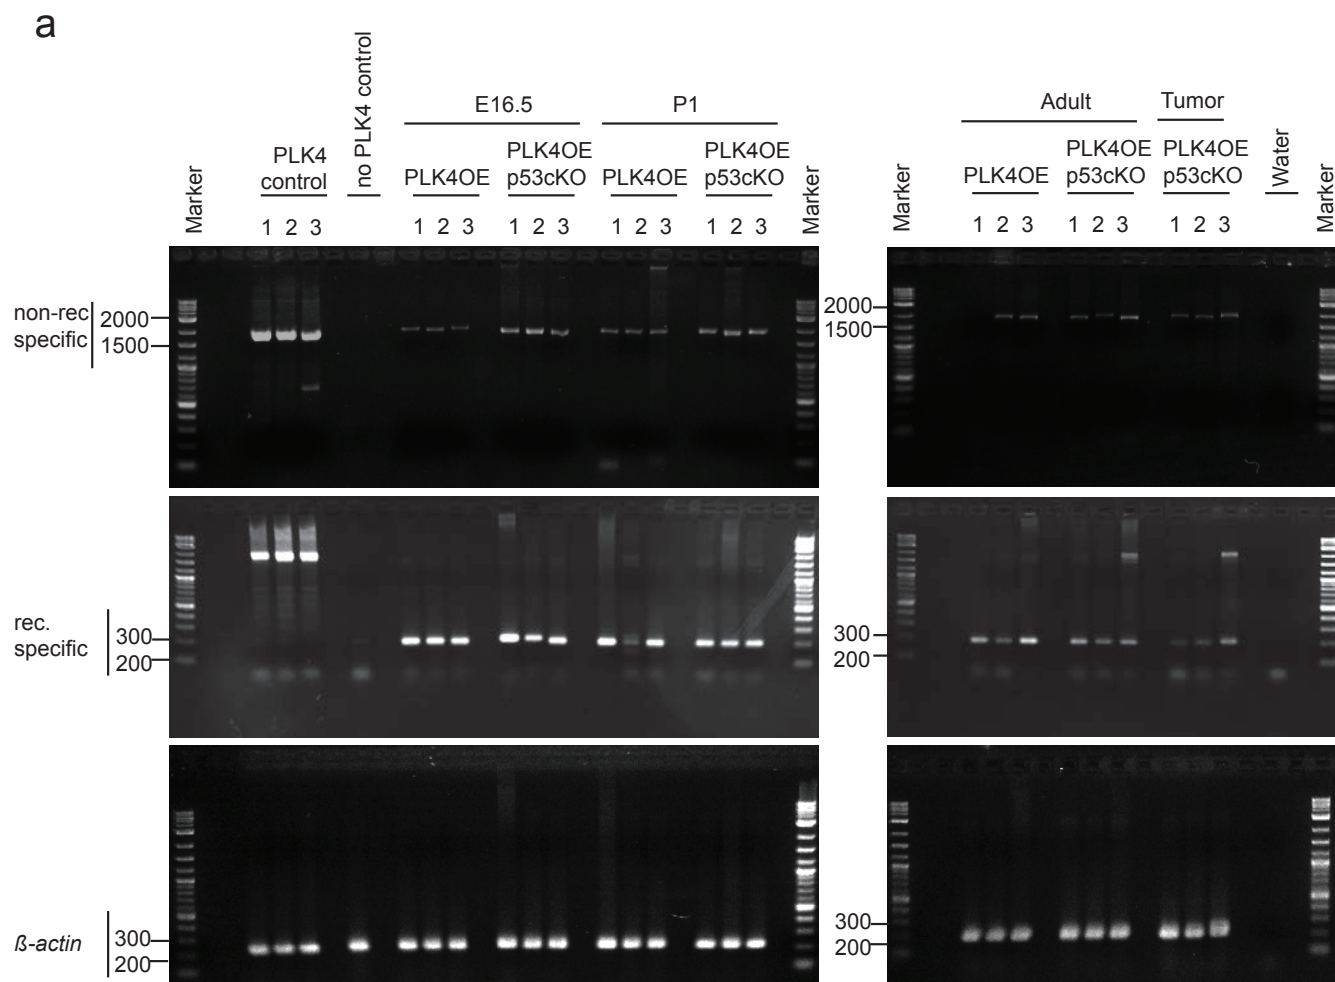 a
no PLK4 control
E16.5 P1 Adult Tumor
PLK4 control
PLK4OE PLK4OE p53cKO PLK4OE PLK4OE p53cKO PLK4OE PLK4OE p53cKO PLK4OE p53cKO
Marker Marker Marker Water Marker
1 2 3 1 2 3 1 2 3 1 2 3 1 2 3 1 2 3 1 2 3 1 2 3
non-rec specific
2000
1500
2000
1500
rec. specific
300
200
300
200
ß-actin
300
200
300
200